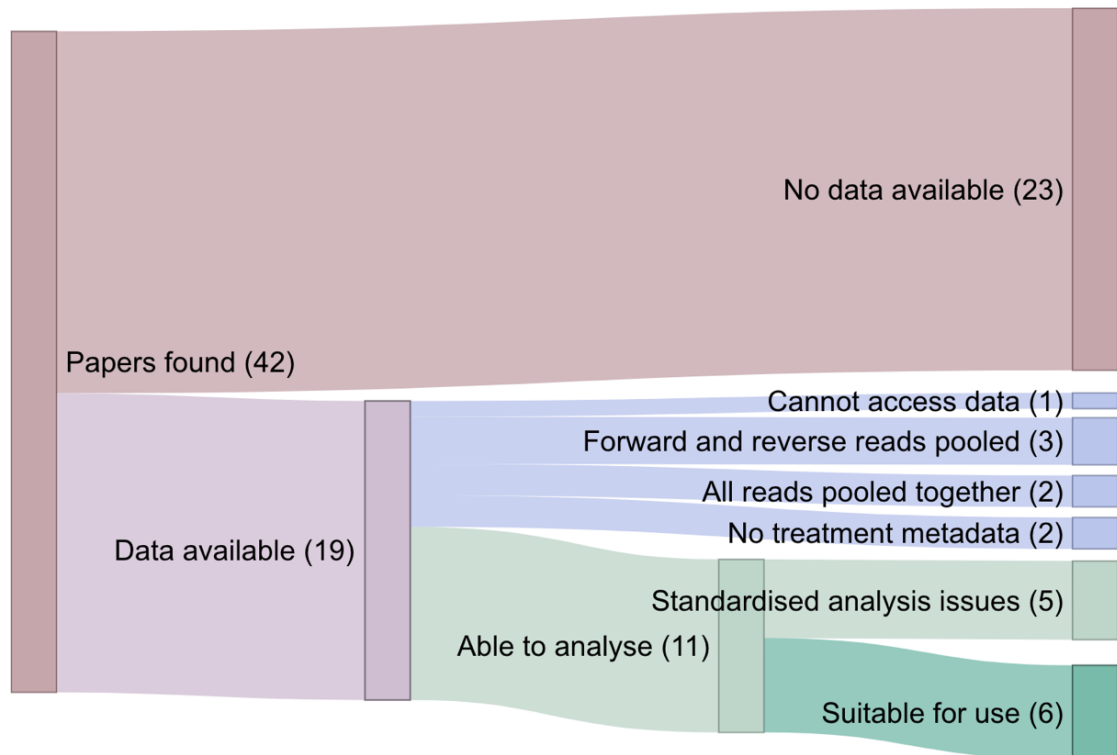 No data available (23)
Papers found (42)
Cannot access data (1)
Forward and reverse reads pooled (3)
All reads pooled together (2)
No treatment metadata (2)
Data available (19)
Standardised analysis issues (5)
Able to analyse (11)
Suitable for use (6)